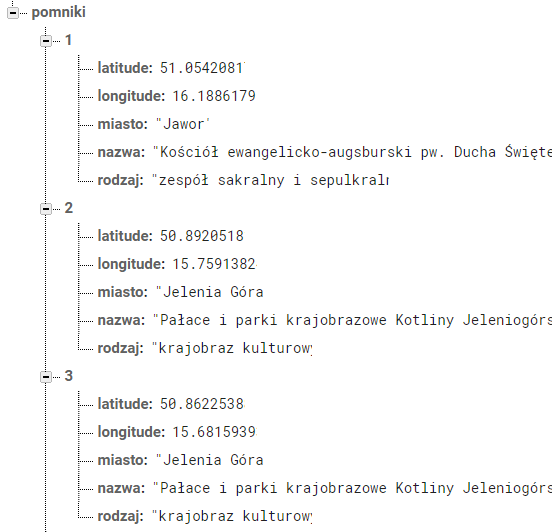 pomniki
1
latitude: 51.0542081
longitude: 16.1886179
miasto: "Jawor"
nazwa: "Kościół ewangelicko-augsburski pw. Ducha Święte
rodzaj: "zespół sakralny i sepulkraln
2
latitude: 50.8920518
longitude: 15.7591382
miasto: "Jelenia Góra
nazwa: "Pałace i parki krajobrazowe Kotliny Jeleniogórs
rodzaj: "krajobraz kulturowy
3
latitude: 50.8622538
longitude: 15.6815939
miasto: "Jelenia Góra
nazwa: "Pałace i parki krajobrazowe Kotliny Jeleniogórs
rodzaj: "krajobraz kulturowy